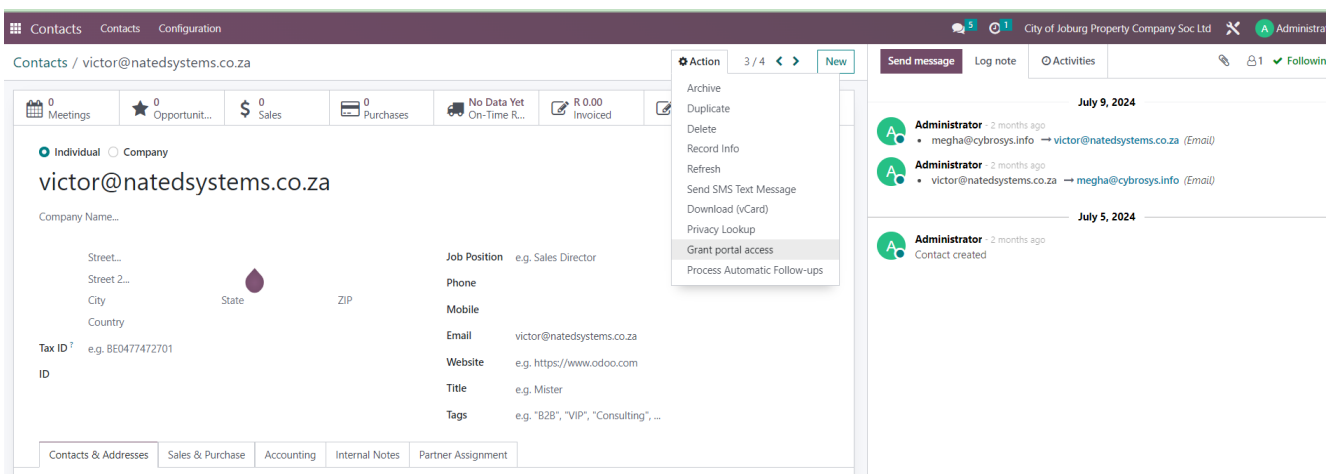 Contacts Contacts Configuration 5 1 City of Joburg Property Company Soc Ltd A Administra
Contacts / victor@natedsystems.co.za Action 3 / 4 New Send message Log note Activities 1 Followin
0 Meetings
0 Opportunit...
0 Sales
0 Purchases
No Data Yet On-Time R...
R 0.00 Invoiced
Archive
Duplicate
Delete
Record Info
Refresh
Send SMS Text Message
Download (vCard)
Privacy Lookup
Grant portal access
Process Automatic Follow-ups
Individual Company
victor@natedsystems.co.za
Company Name...
Street...
Street 2...
City State ZIP
Country
Tax ID ? e.g. BE0477472701
ID
Job Position e.g. Sales Director
Phone
Mobile
Email victor@natedsystems.co.za
Website e.g. https://www.odoo.com
Title e.g. Mister
Tags e.g. "B2B", "VIP", "Consulting", ...
Contacts & Addresses Sales & Purchase Accounting Internal Notes Partner Assignment
July 9, 2024
A Administrator - 2 months ago
• megha@cybrosys.info → victor@natedsystems.co.za (Email)
A Administrator - 2 months ago
• victor@natedsystems.co.za → megha@cybrosys.info (Email)
July 5, 2024
A Administrator - 2 months ago
Contact created